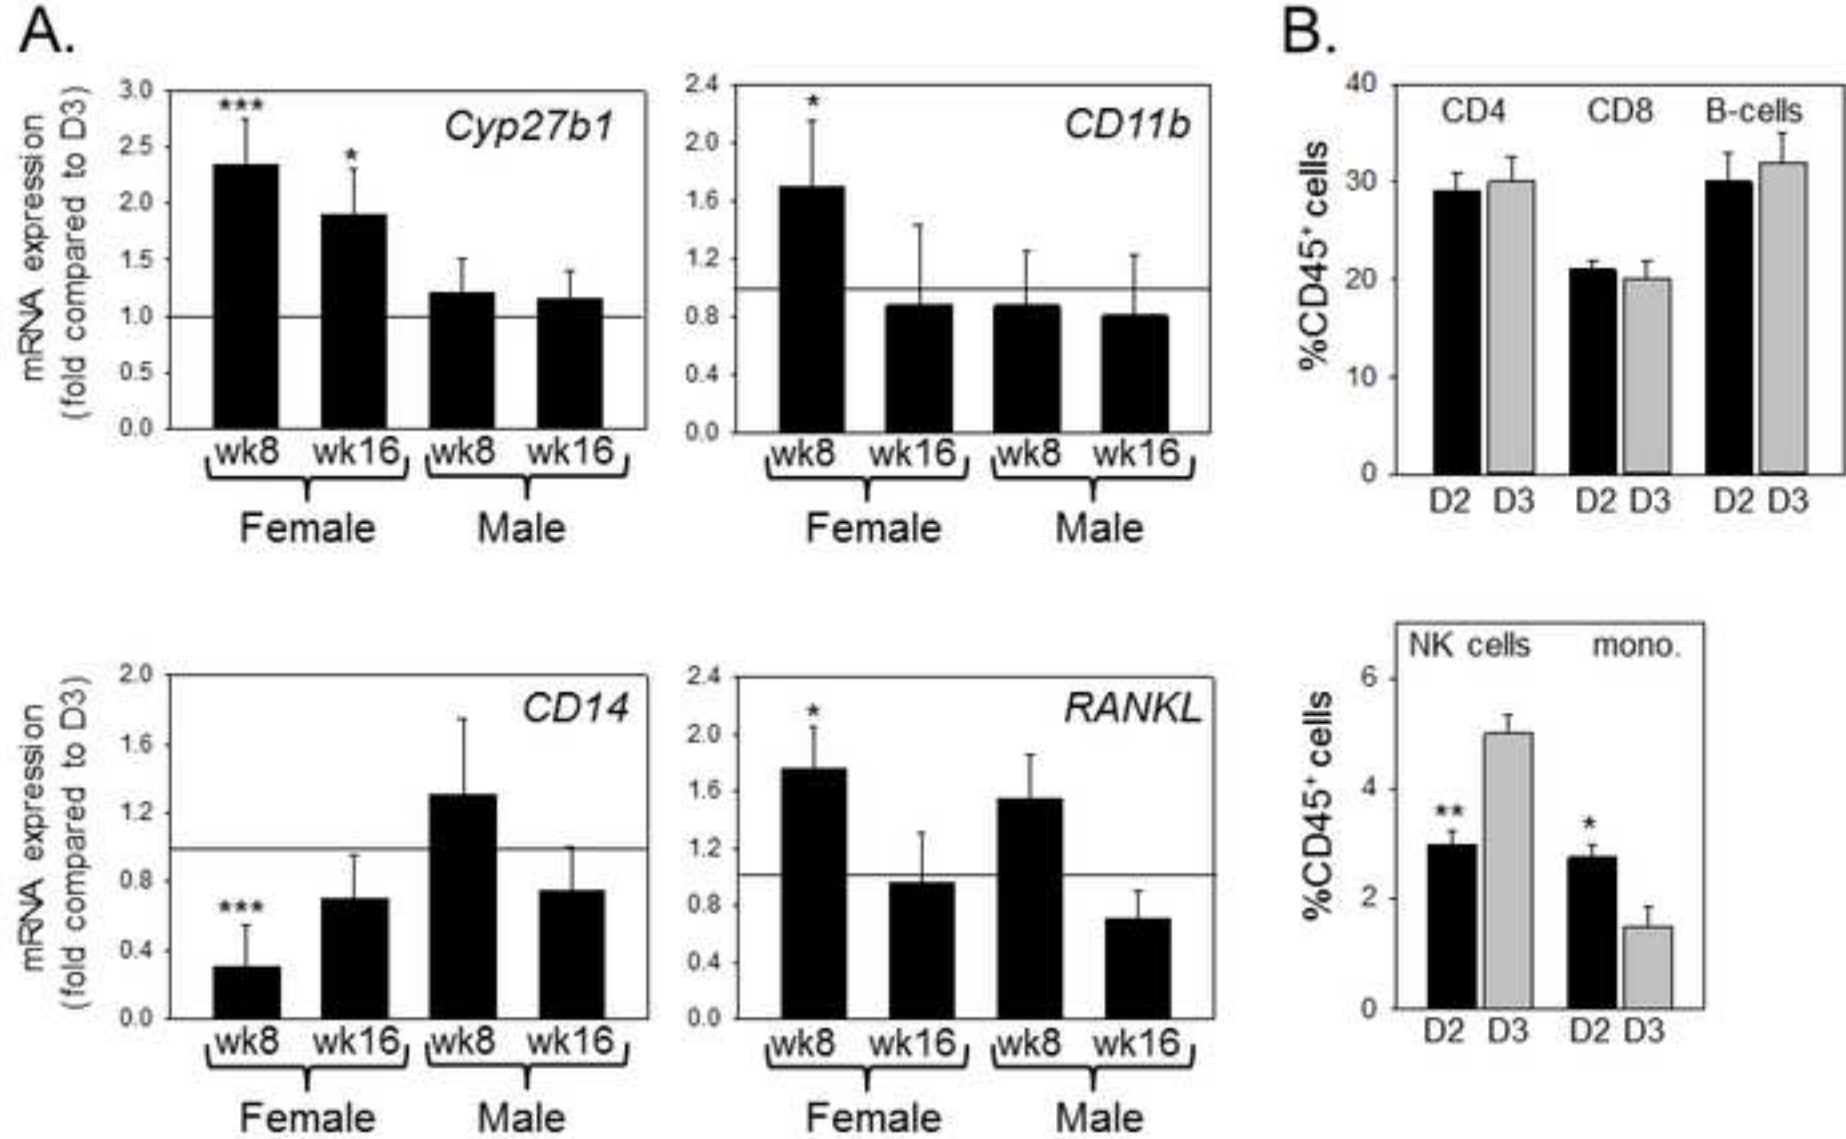 A.
mRNA expression
(fold compared to D3)
3.0
2.5
2.0
1.5
1.0
0.5
0.0
***
*
Cyp27b1
wk8 wk16 wk8 wk16
Female Male
2.4
2.0
1.6
1.2
0.8
0.4
0.0
*
CD11b
wk8 wk16 wk8 wk16
Female Male
mRNA expression
(fold compared to D3)
2.0
1.6
1.2
0.8
0.4
0.0
***
CD14
wk8 wk16 wk8 wk16
Female Male
2.4
2.0
1.6
1.2
0.8
0.4
0.0
*
RANKL
wk8 wk16 wk8 wk16
Female Male
B.
%CD45⁺ cells
40
30
20
10
0
CD4 CD8 B-cells
D2 D3 D2 D3 D2 D3
%CD45⁺ cells
6
4
2
0
NK cells mono.
**
*
D2 D3 D2 D3